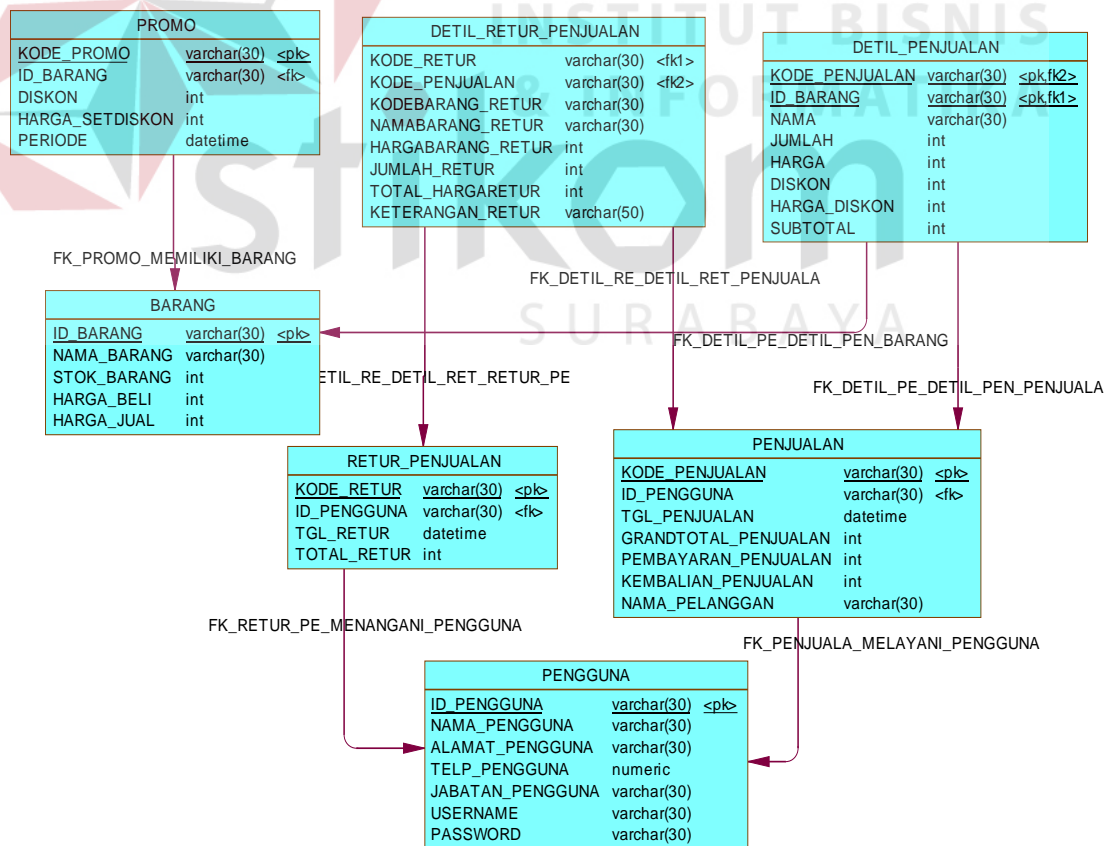 INSTITUT BISNIS
& INFORMATIKA
stikom
SURABAYA
PROMO
KODE_PROMO varchar(30) <pk>
ID_BARANG varchar(30) <fk>
DISKON int
HARGA_SETDISKON int
PERIODE datetime
DETIL_RETUR_PENJUALAN
KODE_RETUR varchar(30) <fk1>
KODE_PENJUALAN varchar(30) <fk2>
KODEBARANG_RETUR varchar(30)
NAMABARANG_RETUR varchar(30)
HARGABARANG_RETUR int
JUMLAH_RETUR int
TOTAL_HARGARETUR int
KETERANGAN_RETUR varchar(50)
DETIL_PENJUALAN
KODE_PENJUALAN varchar(30) <pk,fk2>
ID_BARANG varchar(30) <pk,fk1>
NAMA varchar(30)
JUMLAH int
HARGA int
DISKON int
HARGA_DISKON int
SUBTOTAL int
FK_PROMO_MEMILIKI_BARANG
FK_DETIL_RE_DETIL_RET_PENJUALA
BARANG
ID_BARANG varchar(30) <pk>
NAMA_BARANG varchar(30)
STOK_BARANG int
HARGA_BELI int
HARGA_JUAL int
FK_DETIL_PE_DETIL_PEN_BARANG
ETIL_RE_DETIL_RET_RETUR_PE
FK_DETIL_PE_DETIL_PEN_PENJUALA
RETUR_PENJUALAN
KODE_RETUR varchar(30) <pk>
ID_PENGGUNA varchar(30) <fk>
TGL_RETUR datetime
TOTAL_RETUR int
PENJUALAN
KODE_PENJUALAN varchar(30) <pk>
ID_PENGGUNA varchar(30) <fk>
TGL_PENJUALAN datetime
GRANDTOTAL_PENJUALAN int
PEMBAYARAN_PENJUALAN int
KEMBALIAN_PENJUALAN int
NAMA_PELANGGAN varchar(30)
FK_RETUR_PE_MENANGANI_PENGGUNA
FK_PENJUALA_MELAYANI_PENGGUNA
PENGGUNA
ID_PENGGUNA varchar(30) <pk>
NAMA_PENGGUNA varchar(30)
ALAMAT_PENGGUNA varchar(30)
TELP_PENGGUNA numeric
JABATAN_PENGGUNA varchar(30)
USERNAME varchar(30)
PASSWORD varchar(30)